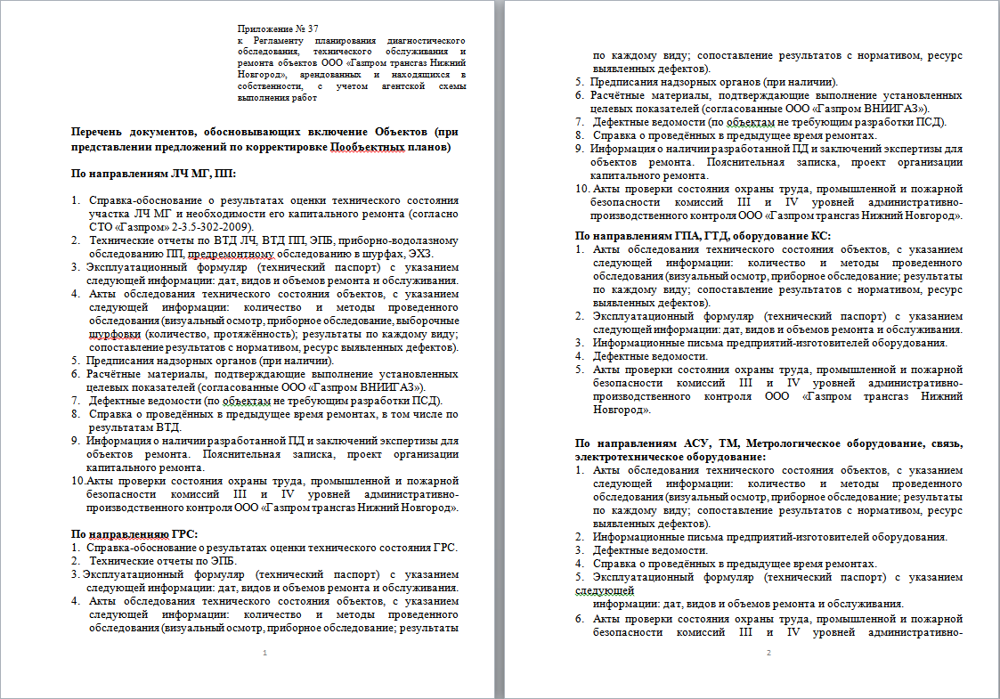 Приложение № 37
к Регламенту планирования диагностического
обследования, технического обслуживания и
ремонта объектов ООО «Газпром трансгаз Нижний
Новгород», арендованных и находящихся в
собственности, с учетом агентской схемы
выполнения работ
Перечень документов, обосновывающих включение Объектов (при
представлении предложений по корректировке Пообъектных планов)
По направлениям ЛЧ МГ, ПП:
1. Справка-обоснование о результатах оценки технического состояния
участка ЛЧ МГ и необходимости его капитального ремонта (согласно
СТО «Газпром» 2-3.5-302-2009).
2. Технические отчеты по ВТД ЛЧ, ВТД ПП, ЭПБ, приборно-водолазному
обследованию ПП, предремонтному обследованию в шурфах, ЭХЗ.
3. Эксплуатационный формуляр (технический паспорт) с указанием
следующей информации: дат, видов и объемов ремонта и обслуживания.
4. Акты обследования технического состояния объектов, с указанием
следующей информации: количество и методы проведенного
обследования (визуальный осмотр, приборное обследование, выборочные
шурфовки (количество, протяжённость); результаты по каждому виду;
сопоставление результатов с нормативом, ресурс выявленных дефектов).
5. Предписания надзорных органов (при наличии).
6. Расчётные материалы, подтверждающие выполнение установленных
целевых показателей (согласованные ООО «Газпром ВНИИГАЗ»).
7. Дефектные ведомости (по объектам не требующим разработки ПСД).
8. Справка о проведённых в предыдущее время ремонтах, в том числе по
результатам ВТД.
9. Информация о наличии разработанной ПД и заключений экспертизы для
объектов ремонта. Пояснительная записка, проект организации
капитального ремонта.
10.Акты проверки состояния охраны труда, промышленной и пожарной
безопасности комиссий III и IV уровней административно-
производственного контроля ООО «Газпром трансгаз Нижний Новгород».
По направленияю ГРС:
1. Справка-обоснование о результатах оценки технического состояния ГРС.
2. Технические отчеты по ЭПБ.
3. Эксплуатационный формуляр (технический паспорт) с указанием
следующей информации: дат, видов и объемов ремонта и обслуживания.
4. Акты обследования технического состояния объектов, с указанием
следующей информации: количество и методы проведенного
обследования (визуальный осмотр, приборное обследование; результаты
1
по каждому виду; сопоставление результатов с нормативом, ресурс
выявленных дефектов).
5. Предписания надзорных органов (при наличии).
6. Расчётные материалы, подтверждающие выполнение установленных
целевых показателей (согласованные ООО «Газпром ВНИИГАЗ»).
7. Дефектные ведомости (по объектам не требующим разработки ПСД).
8. Справка о проведённых в предыдущее время ремонтах.
9. Информация о наличии разработанной ПД и заключений экспертизы для
объектов ремонта. Пояснительная записка, проект организации
капитального ремонта.
10. Акты проверки состояния охраны труда, промышленной и пожарной
безопасности комиссий III и IV уровней административно-
производственного контроля ООО «Газпром трансгаз Нижний Новгород».
По направлениям ГПА, ГТД, оборудование КС:
1. Акты обследования технического состояния объектов, с указанием
следующей информации: количество и методы проведенного
обследования (визуальный осмотр, приборное обследование; результаты
по каждому виду; сопоставление результатов с нормативом, ресурс
выявленных дефектов).
2. Эксплуатационный формуляр (технический паспорт) с указанием
следующей информации: дат, видов и объемов ремонта и обслуживания.
3. Информационные письма предприятий-изготовителей оборудования.
4. Дефектные ведомости.
5. Акты проверки состояния охраны труда, промышленной и пожарной
безопасности комиссий III и IV уровней административно-
производственного контроля ООО «Газпром трансгаз Нижний
Новгород».
По направлениям АСУ, ТМ, Метрологическое оборудование, связь,
электротехническое оборудование:
1. Акты обследования технического состояния объектов, с указанием
следующей информации: количество и методы проведенного
обследования (визуальный осмотр, приборное обследование; результаты
по каждому виду; сопоставление результатов с нормативом, ресурс
выявленных дефектов).
2. Информационные письма предприятий-изготовителей оборудования.
3. Дефектные ведомости.
4. Справка о проведённых в предыдущее время ремонтах.
5. Эксплуатационный формуляр (технический паспорт) с указанием
следующей
информации: дат, видов и объемов ремонта и обслуживания.
6. Акты проверки состояния охраны труда, промышленной и пожарной
безопасности комиссий III и IV уровней административно-
2